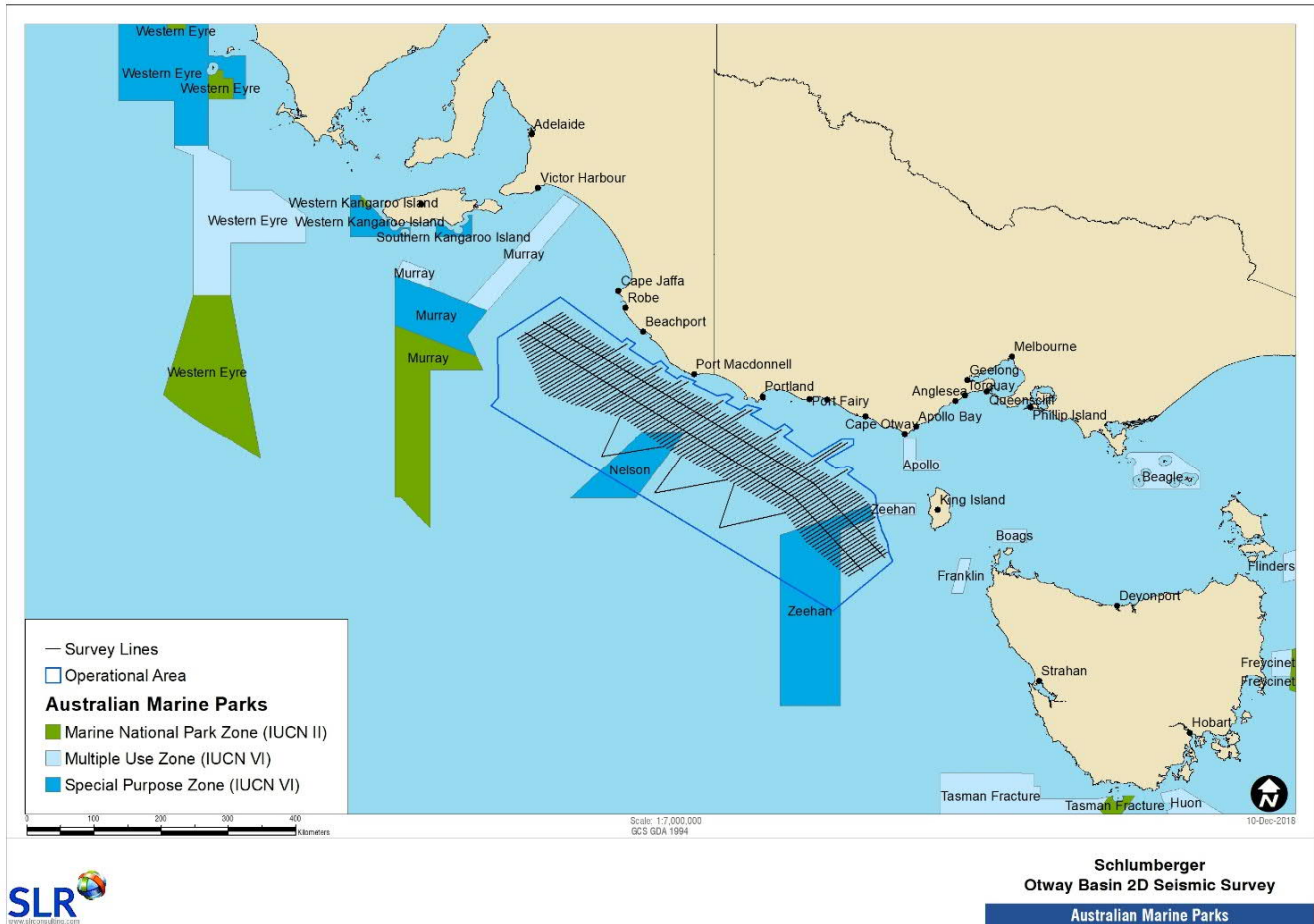 Western Eyre
Western Eyre
Western Eyre
Adelaide
Victor Harbour
Western Kangaroo Island
Western Eyre
Western Kangaroo Island
Southern Kangaroo Island
Murray
Murray
Cape Jaffa
Robe
Murray
Beachport
Melbourne
Murray
Port Macdonnell
Geelong
Western Eyre
Portland
Anglesea
Torquay
Queenscliff
Port Fairy
Phillip Island
Cape Otway
Apollo Bay
Apollo
Nelson
Beagle
King Island
Zeehan
Boags
Franklin
Flinders
Devonport
Zeehan
Strahan
Freycinet
Freycinet
Hobart
Tasman Fracture
Tasman Fracture
Huon
N
Survey Lines
Operational Area
Australian Marine Parks
Marine National Park Zone (IUCN II)
Multiple Use Zone (IUCN VI)
Special Purpose Zone (IUCN VI)
0 100 200 300 400
Kilometers
Scale: 1:7,000,000
GCS GDA 1994
10-Dec-2018
SLR
www.slrconsulting.com
Schlumberger
Otway Basin 2D Seismic Survey
Australian Marine Parks